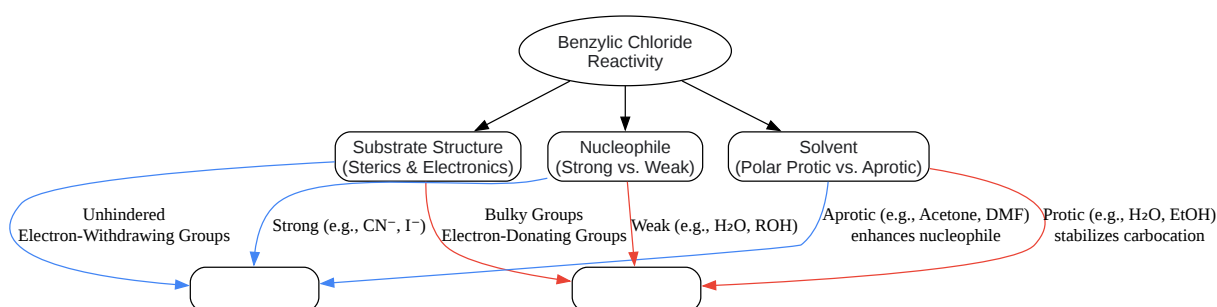 Benzylic Chloride
Reactivity
Substrate Structure
(Sterics & Electronics)
Nucleophile
(Strong vs. Weak)
Solvent
(Polar Protic vs. Aprotic)
Unhindered
Electron-Withdrawing Groups
Strong (e.g., CN⁻, I⁻)
Bulky Groups
Electron-Donating Groups
Weak (e.g., H₂O, ROH)
Aprotic (e.g., Acetone, DMF)
enhances nucleophile
Protic (e.g., H₂O, EtOH)
stabilizes carbocation